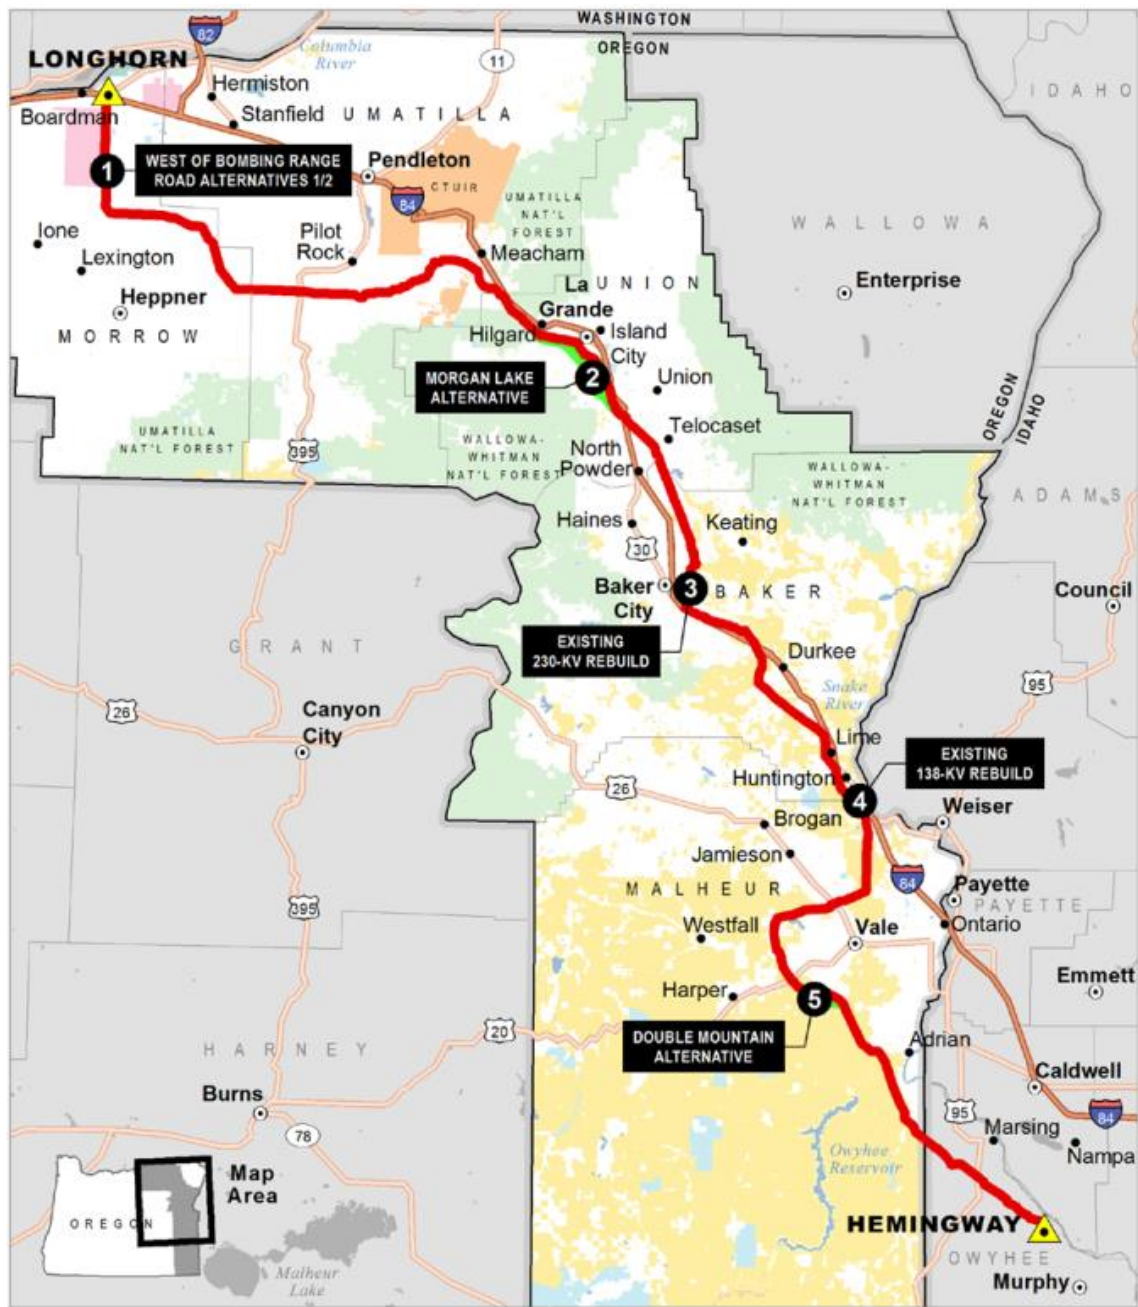 WASHINGTON
OREGON
82
LONGHORN
Columbia
River
11
Hermiston
IDAHO
Boardman
Stanfield
UMATILLA
1
WEST OF BOMBING RANGE
ROAD ALTERNATIVES 1/2
Pendleton
CTUIR
84
UMATILLA
NAT'L
FOREST
WALLOWA
Ione
Pilot
Rock
Lexington
Meacham
Heppner
La
Grande
UNION
Enterprise
MORROW
Hilgard
Island
City
MORGAN LAKE
ALTERNATIVE
2
Union
OREGON
IDAHO
Telocaset
UMATILLA
NAT'L FOREST
395
WALLOWA-
WHITMAN
NAT'L FOREST
North
Powder
WALLOWA-
WHITMAN
NAT'L FOREST
ADAMS
Haines
Keating
30
Baker
City
3
BAKER
Council
EXISTING
230-KV REBUILD
GRANT
Durkee
Snake
River
95
26
Canyon
City
Lime
EXISTING
138-KV REBUILD
Huntington
26
4
Weiser
Brogan
Jamieson
MALHEUR
84
Payette
PAYETTE
395
Westfall
Vale
Ontario
Harper
5
Emmett
20
DOUBLE MOUNTAIN
ALTERNATIVE
Adrian
HARNEY
Caldwell
Burns
95
84
78
Marsing
Nampa
Owyhee
Reservoir
Map
Area
OREGON
HEMINGWAY
OWYHEE
Malheur
Lake
Murphy